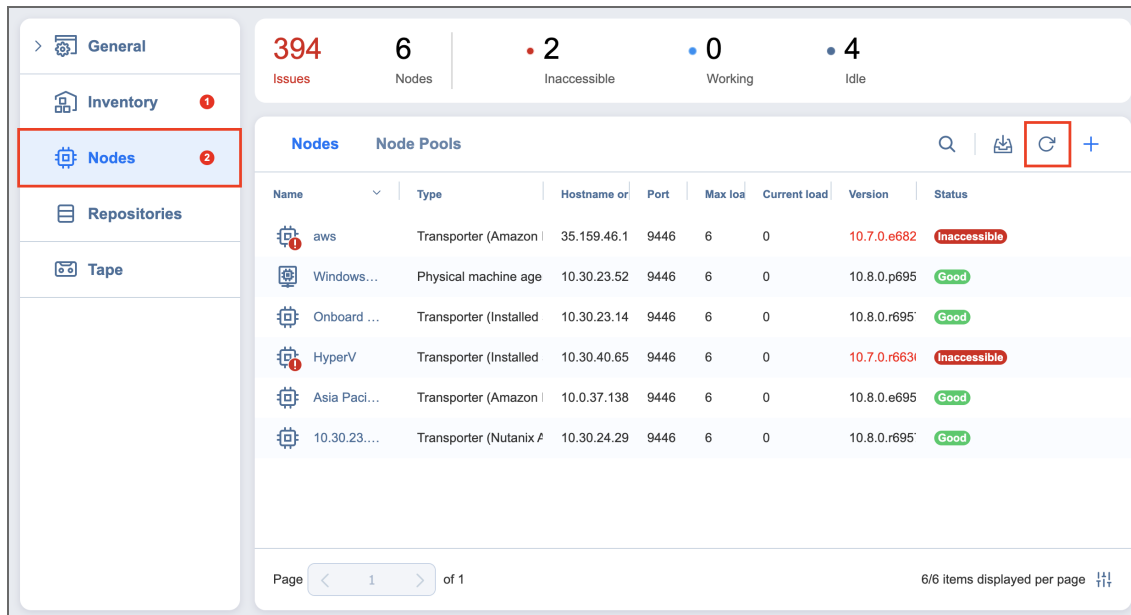 General
Inventory 1
Nodes 2
Repositories
Tape
394 6 2 0 4
Issues Nodes Inaccessible Working Idle
Nodes Node Pools
Name Type Hostname or Port Max loa Current load Version Status
aws Transporter (Amazon 35.159.46.1 9446 6 0 10.7.0.e682 Inaccessible
Windows... Physical machine age 10.30.23.52 9446 6 0 10.8.0.p695 Good
Onboard ... Transporter (Installed 10.30.23.14 9446 6 0 10.8.0.r695 Good
HyperV Transporter (Installed 10.30.40.65 9446 6 0 10.7.0.r663 Inaccessible
Asia Paci... Transporter (Amazon 10.0.37.138 9446 6 0 10.8.0.e695 Good
10.30.23.... Transporter (Nutanix A 10.30.24.29 9446 6 0 10.8.0.r695 Good
Page 1 of 1
6/6 items displayed per page